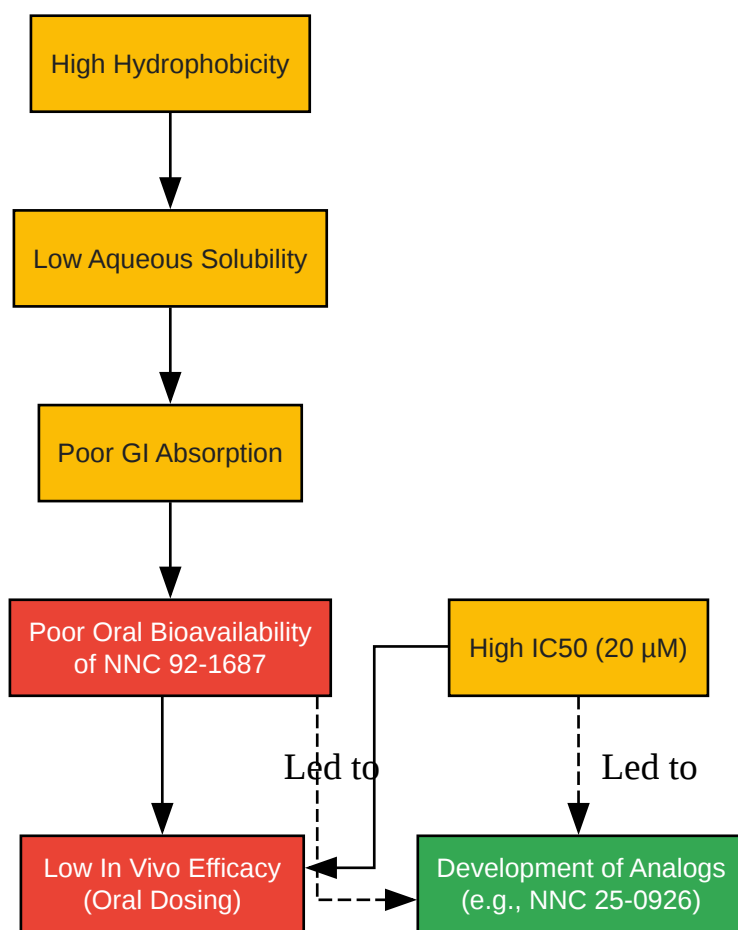 High Hydrophobicity
Low Aqueous Solubility
Poor GI Absorption
Poor Oral Bioavailability
of NNC 92-1687
High IC50 (20 µM)
Led to
Led to
Low In Vivo Efficacy
(Oral Dosing)
Development of Analogs
(e.g., NNC 25-0926)